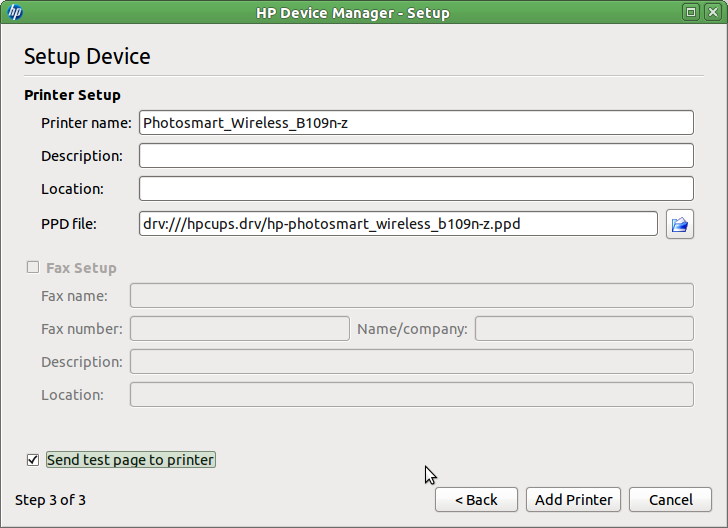 hp
HP Device Manager - Setup
Setup Device
Printer Setup
Printer name: Photosmart_Wireless_B109n-z
Description:
Location:
PPD file: drv:///hpcups.drv/hp-photosmart_wireless_b109n-z.ppd
Fax Setup
Fax name:
Fax number: Name/company:
Description:
Location:
Send test page to printer
Step 3 of 3 < Back Add Printer Cancel